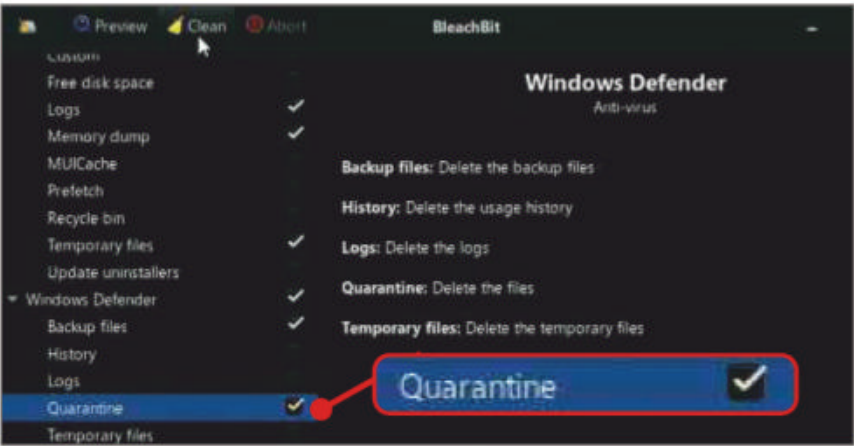 Preview Clean Abort BleachBit
Custom
Free disk space
Logs
Memory dump
MUICache
Prefetch
Recycle bin
Temporary files
Update uninstallers
Windows Defender
Backup files
History
Logs
Quarantine
Temporary files
Windows Defender
Anti-virus
Backup files: Delete the backup files
History: Delete the usage history
Logs: Delete the logs
Quarantine: Delete the files
Temporary files: Delete the temporary files
Quarantine